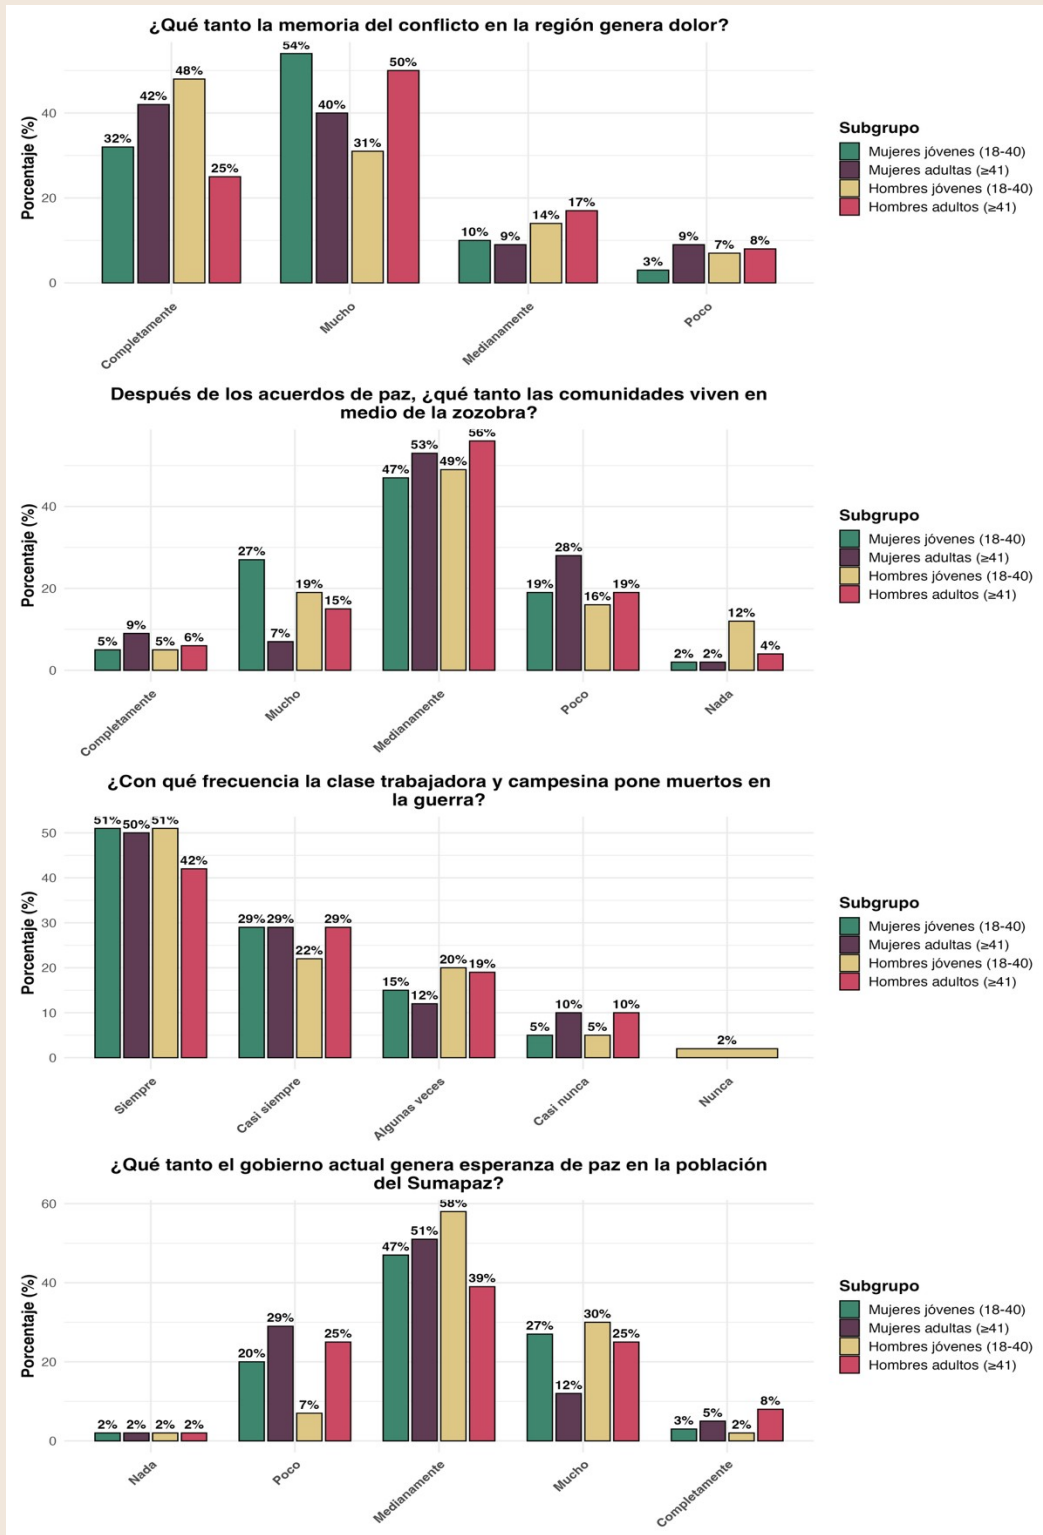 ¿Qué tanto la memoria del conflicto en la región genera dolor?
Porcentaje (%)
40
20
0
32%
42%
48%
25%
54%
40%
31%
50%
10%
9%
14%
17%
3%
9%
7%
8%
Completamente
Mucho
Medianamente
Poco
Subgrupo
Mujeres jóvenes (18-40)
Mujeres adultas (≥41)
Hombres jóvenes (18-40)
Hombres adultos (≥41)
Después de los acuerdos de paz, ¿qué tanto las comunidades viven en
medio de la zozobra?
Porcentaje (%)
40
20
0
5%
9%
5%
6%
27%
7%
19%
15%
47%
53%
49%
56%
19%
28%
16%
19%
2%
2%
12%
4%
Completamente
Mucho
Medianamente
Poco
Nada
Subgrupo
Mujeres jóvenes (18-40)
Mujeres adultas (≥41)
Hombres jóvenes (18-40)
Hombres adultos (≥41)
¿Con qué frecuencia la clase trabajadora y campesina pone muertos en
la guerra?
Porcentaje (%)
50
40
30
20
10
0
51%
50%
51%
42%
29%
29%
22%
29%
15%
12%
20%
19%
5%
10%
5%
10%
2%
Siempre
Casi siempre
Algunas veces
Casi nunca
Nunca
Subgrupo
Mujeres jóvenes (18-40)
Mujeres adultas (≥41)
Hombres jóvenes (18-40)
Hombres adultos (≥41)
¿Qué tanto el gobierno actual genera esperanza de paz en la población
del Sumapaz?
Porcentaje (%)
60
40
20
0
2%
2%
2%
2%
20%
29%
7%
25%
47%
51%
58%
39%
27%
12%
30%
25%
3%
5%
2%
8%
Nada
Poco
Medianamente
Mucho
Completamente
Subgrupo
Mujeres jóvenes (18-40)
Mujeres adultas (≥41)
Hombres jóvenes (18-40)
Hombres adultos (≥41)